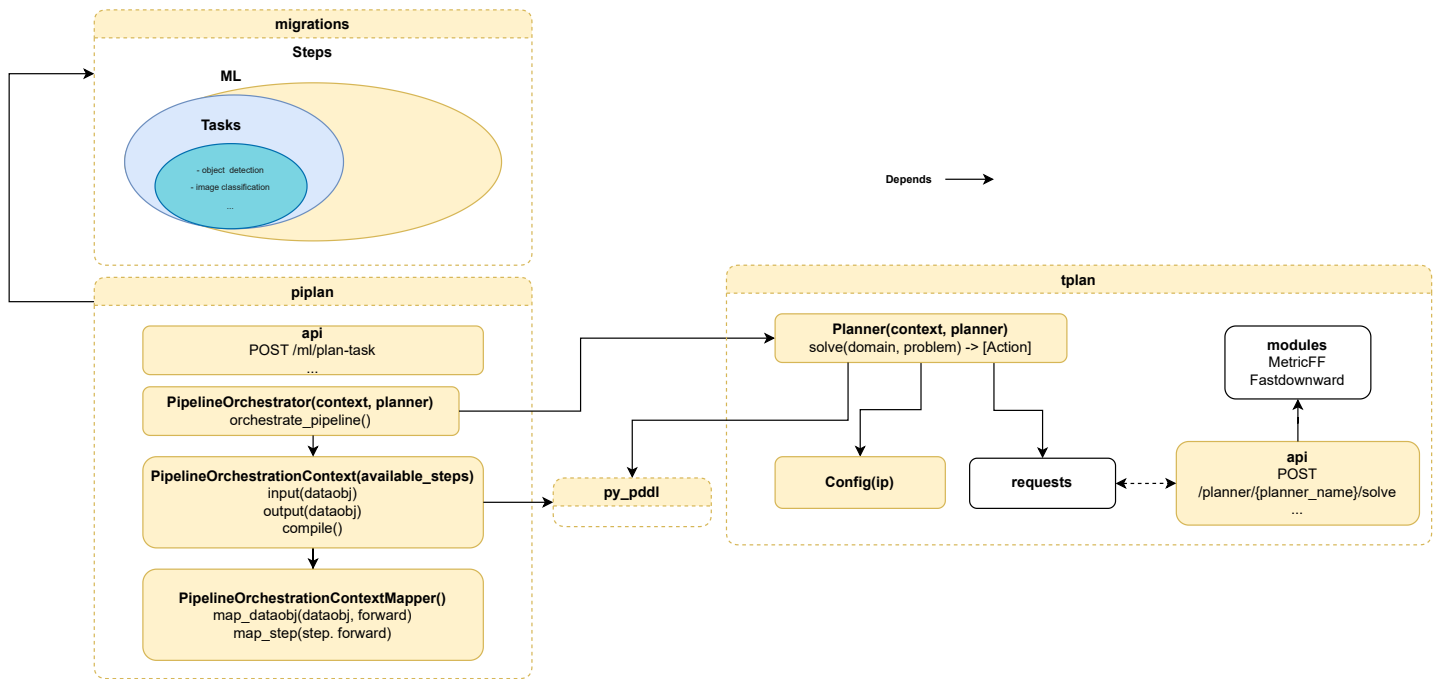 migrations
Steps
ML
Tasks
- object detection
- image classification
...
Depends
piplan
api
POST /ml/plan-task
...
PipelineOrchestrator(context, planner)
orchestrate_pipeline()
PipelineOrchestrationContext(available_steps)
input(dataobj)
output(dataobj)
compile()
PipelineOrchestrationContextMapper()
map_dataobj(dataobj, forward)
map_step(step. forward)
py_pddl
tplan
Planner(context, planner)
solve(domain, problem) -> [Action]
Config(ip)
requests
modules
MetricFF
Fastdownward
api
POST
/planner/{planner_name}/solve
...